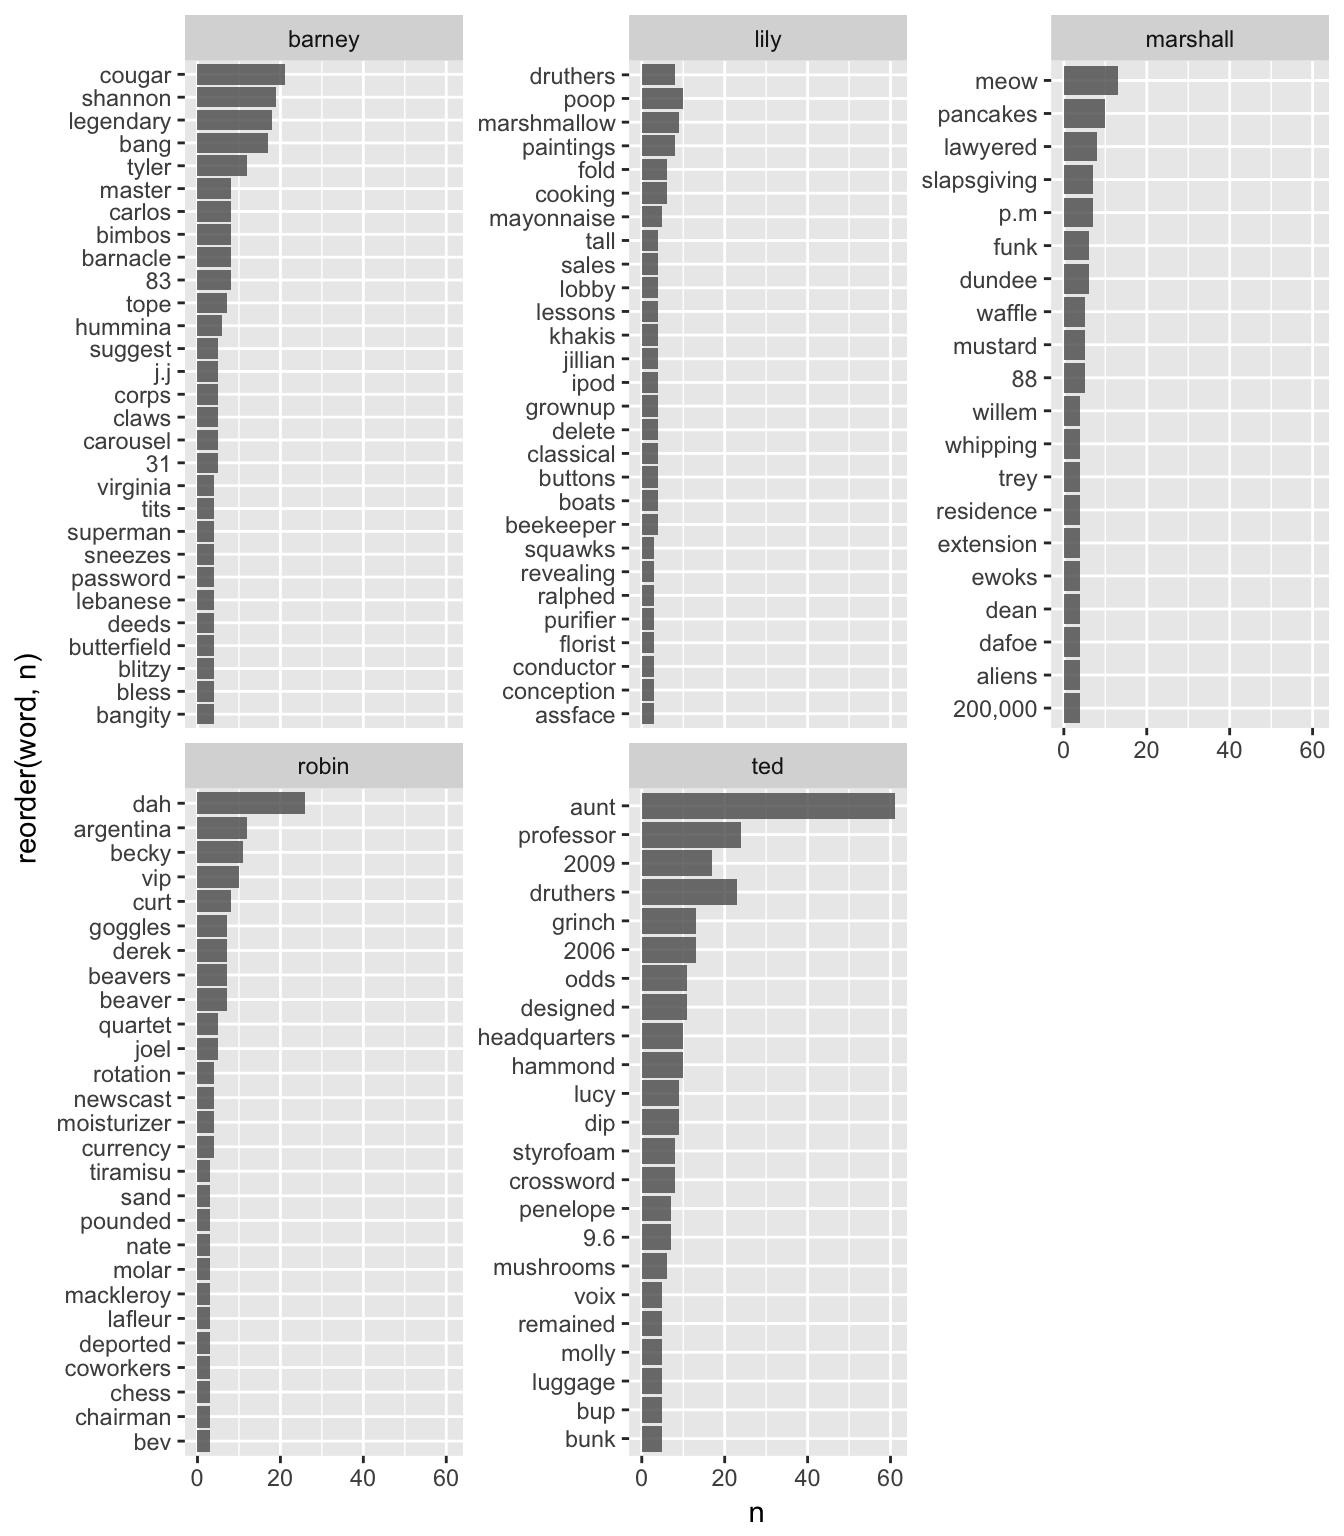 barney
cougar
shannon
legendary
bang
tyler
master
carlos
bimbos
barnacle
83
tope
hummina
suggest
j.j
corps
claws
carousel
31
virginia
tits
superman
sneezes
password
lebanese
deeds
butterfield
blitzy
bless
bangity
lily
druthers
poop
marshmallow
paintings
fold
cooking
mayonnaise
tall
sales
lobby
lessons
khakis
jillian
ipod
grownup
delete
classical
buttons
boats
beekeeper
squawks
revealing
ralphed
purifier
florist
conductor
conception
assface
marshall
meow
pancakes
lawyered
slapsgiving
p.m
funk
dundee
waffle
mustard
88
willem
whipping
trey
residence
extension
ewoks
dean
dafoe
aliens
200,000
0 20 40 60
reorder(word, n)
robin
dah
argentina
becky
vip
curt
goggles
derek
beavers
beaver
quartet
joel
rotation
newscast
moisturizer
currency
tiramisu
sand
pounded
nate
molar
mackleroy
lafleur
deported
coworkers
chess
chairman
bev
0 20 40 60
ted
aunt
professor
2009
druthers
grinch
2006
odds
designed
headquarters
hammond
lucy
dip
styrofoam
crossword
penelope
9.6
mushrooms
voix
remained
molly
luggage
bup
bunk
0 20 40 60
n